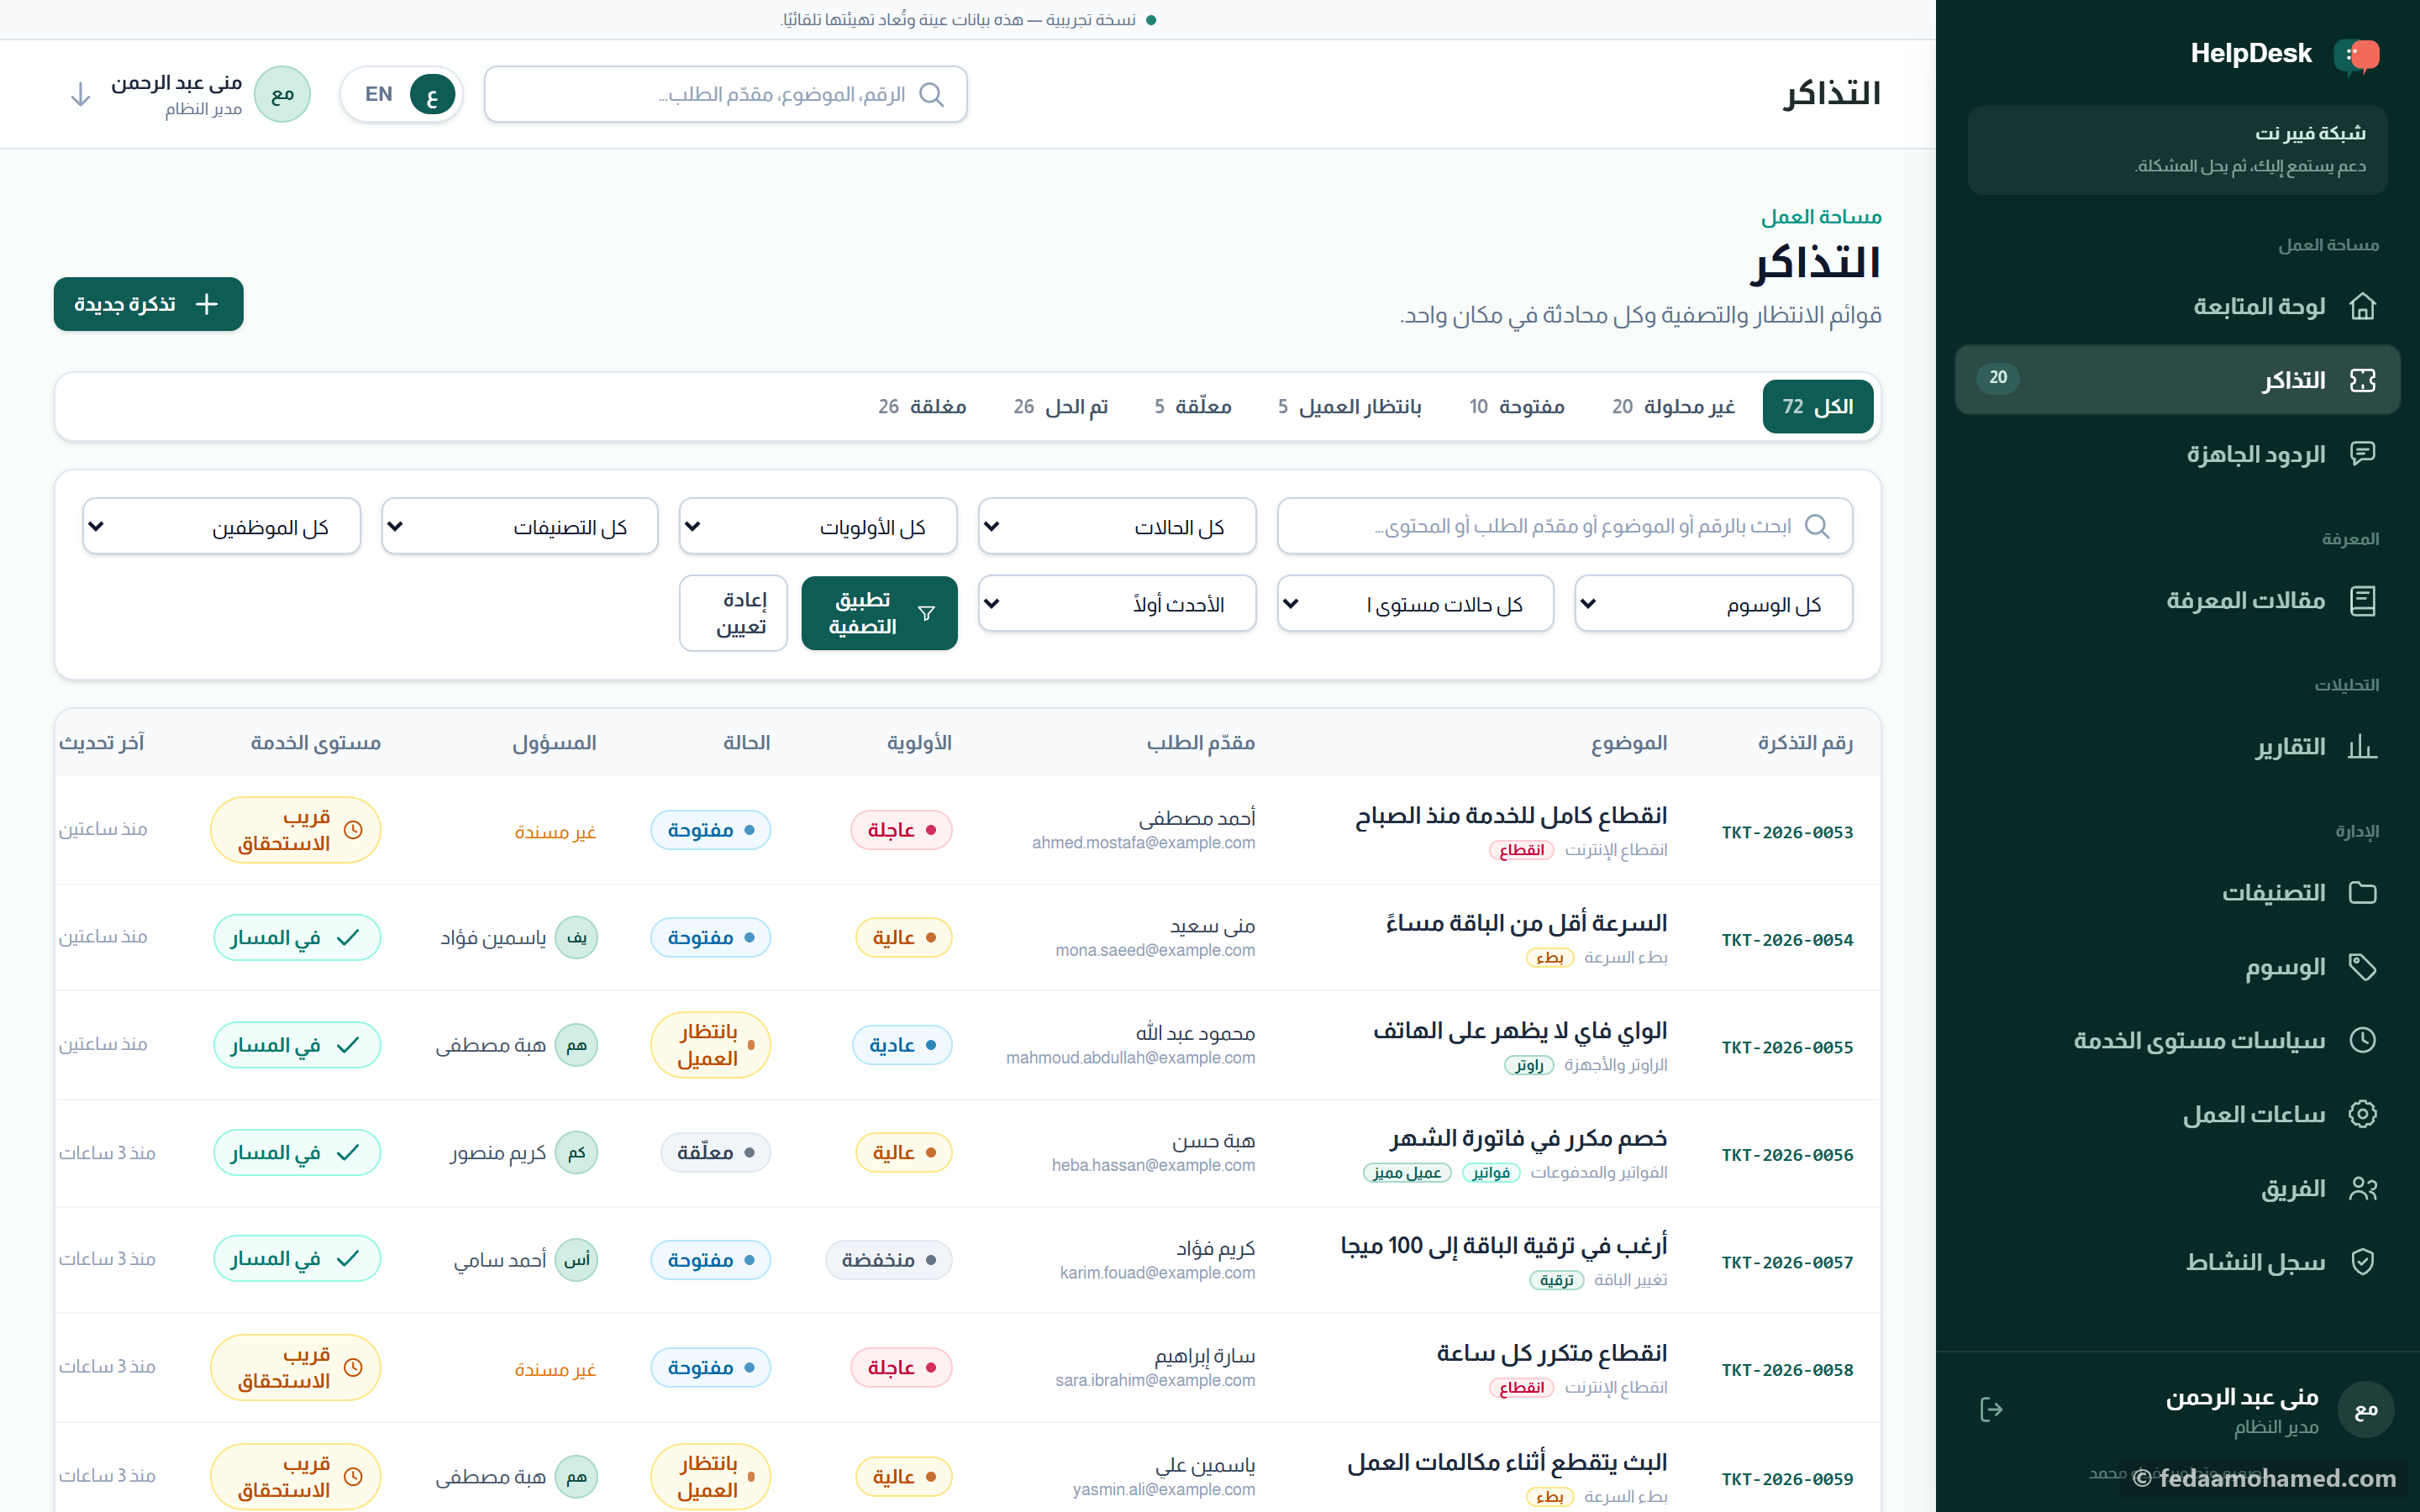 نسخة تجريبية — هذه بيانات عينة وتُعاد تهيئتها تلقائيًا.
HelpDesk
شبكة فيبر نت
دعم يستمع إليك، ثم يحل المشكلة.
مساحة العمل
لوحة المتابعة
التذاكر 20
الردود الجاهزة
المعرفة
مقالات المعرفة
التحليلات
التقارير
الإدارة
التصنيفات
الوسوم
سياسات مستوى الخدمة
ساعات العمل
الفريق
سجل النشاط
مع منى عبد الرحمن
مدير النظام
© fedaamohamed.com
التذاكر
الرقم، الموضوع، مقدّم الطلب...
ع EN
مع منى عبد الرحمن
مدير النظام
مساحة العمل
التذاكر
قوائم الانتظار والتصفية وكل محادثة في مكان واحد.
تذكرة جديدة
الكل 72 غير محلولة 20 مفتوحة 10 بانتظار العميل 5 معلّقة 5 تم الحل 26 مغلقة 26
ابحث بالرقم أو الموضوع أو مقدّم الطلب أو المحتوى... كل الحالات كل الأولويات كل التصنيفات كل الموظفين
كل الوسوم كل حالات مستوى ا الأحدث أولًا تطبيق التصفية إعادة تعيين
رقم التذكرة الموضوع مقدّم الطلب الأولوية الحالة المسؤول مستوى الخدمة آخر تحديث
TKT-2026-0053 انقطاع كامل للخدمة منذ الصباح أحمد مصطفى عاجلة مفتوحة غير مسندة قريب الاستحقاق منذ ساعتين
انقطاع الإنترنت انقطاع ahmed.mostafa@example.com
TKT-2026-0054 السرعة أقل من الباقة مساءً منى سعيد عالية مفتوحة يف ياسمين فؤاد في المسار منذ ساعتين
بطء السرعة بطء mona.saeed@example.com
TKT-2026-0055 الواي فاي لا يظهر على الهاتف محمود عبد الله عادية بانتظار العميل هم هبة مصطفى في المسار منذ ساعتين
الراوتر والأجهزة راوتر mahmoud.abdullah@example.com
TKT-2026-0056 خصم مكرر في فاتورة الشهر هبة حسن عالية معلّقة كم كريم منصور في المسار منذ 3 ساعات
الفواتير والمدفوعات فواتير عميل مميز heba.hassan@example.com
TKT-2026-0057 أرغب في ترقية الباقة إلى 100 ميجا كريم فؤاد منخفضة مفتوحة أس أحمد سامي في المسار منذ 3 ساعات
تغيير الباقة ترقية karim.fouad@example.com
TKT-2026-0058 انقطاع متكرر كل ساعة سارة إبراهيم عاجلة مفتوحة غير مسندة قريب الاستحقاق منذ 3 ساعات
انقطاع الإنترنت انقطاع sara.ibrahim@example.com
TKT-2026-0059 البث يتقطع أثناء مكالمات العمل ياسمين علي عالية بانتظار العميل هم هبة مصطفى قريب الاستحقاق منذ 3 ساعات
بطء السرعة بطء yasmin.ali@example.com